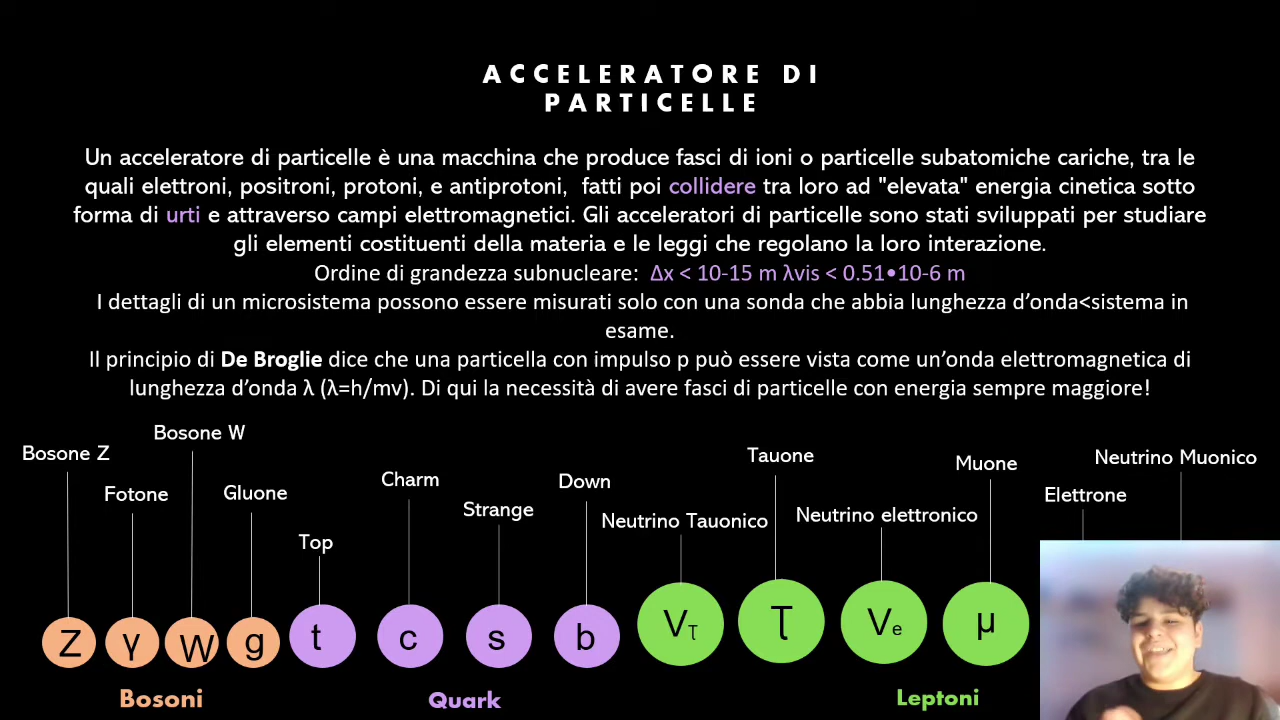 ACCELERATORE DI
PARTICELLE
Un acceleratore di particelle è una macchina che produce fasci di ioni o particelle subatomiche cariche, tra le
quali elettroni, positroni, protoni, e antiprotoni, fatti poi collidere tra loro ad "elevata" energia cinetica sotto
forma di urti e attraverso campi elettromagnetici. Gli acceleratori di particelle sono stati sviluppati per studiare
gli elementi costituenti della materia e le leggi che regolano la loro interazione.
Ordine di grandezza subnucleare: Δx < 10-15 m λvis < 0.51•10-6 m
I dettagli di un microsistema possono essere misurati solo con una sonda che abbia lunghezza d’onda<sistema in
esame.
Il principio di De Broglie dice che una particella con impulso p può essere vista come un’onda elettromagnetica di
lunghezza d’onda λ (λ=h/mv). Di qui la necessità di avere fasci di particelle con energia sempre maggiore!
Bosone Z
Fotone
Bosone W
Gluone
Top
Charm
Strange
Down
Neutrino Tauonico
Tauone
Neutrino elettronico
Muone
Elettrone
Neutrino Muonico
Z
γ
W
g
t
c
s
b
Vτ
τ
Ve
μ
Bosoni
Quark
Leptoni